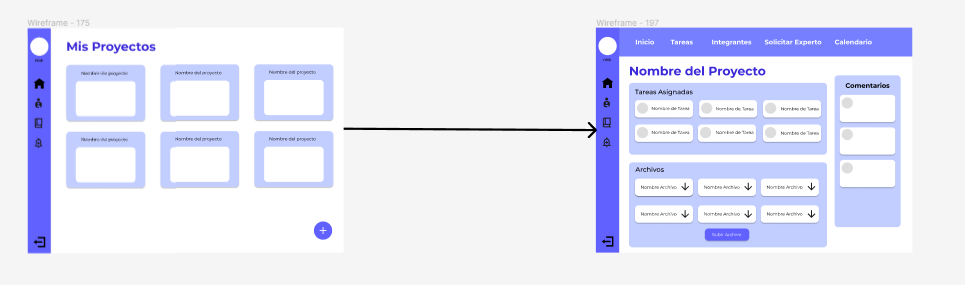 Wireframe - 175
Mis Proyectos
Nombre del proyecto
Nombre del proyecto
Nombre del proyecto
Nombre del proyecto
Nombre del proyecto
Nombre del proyecto
+
Wireframe - 197
Inicio Tareas Integrantes Solicitar Experto Calendario
Nombre del Proyecto
Tareas Asignadas
Nombre de Tarea Nombre de Tarea Nombre de Tarea
Nombre de Tarea Nombre de Tarea Nombre de Tarea
Archivos
Nombre Archivo Nombre Archivo Nombre Archivo
Nombre Archivo Nombre Archivo Nombre Archivo
Subir Archivo
Comentarios